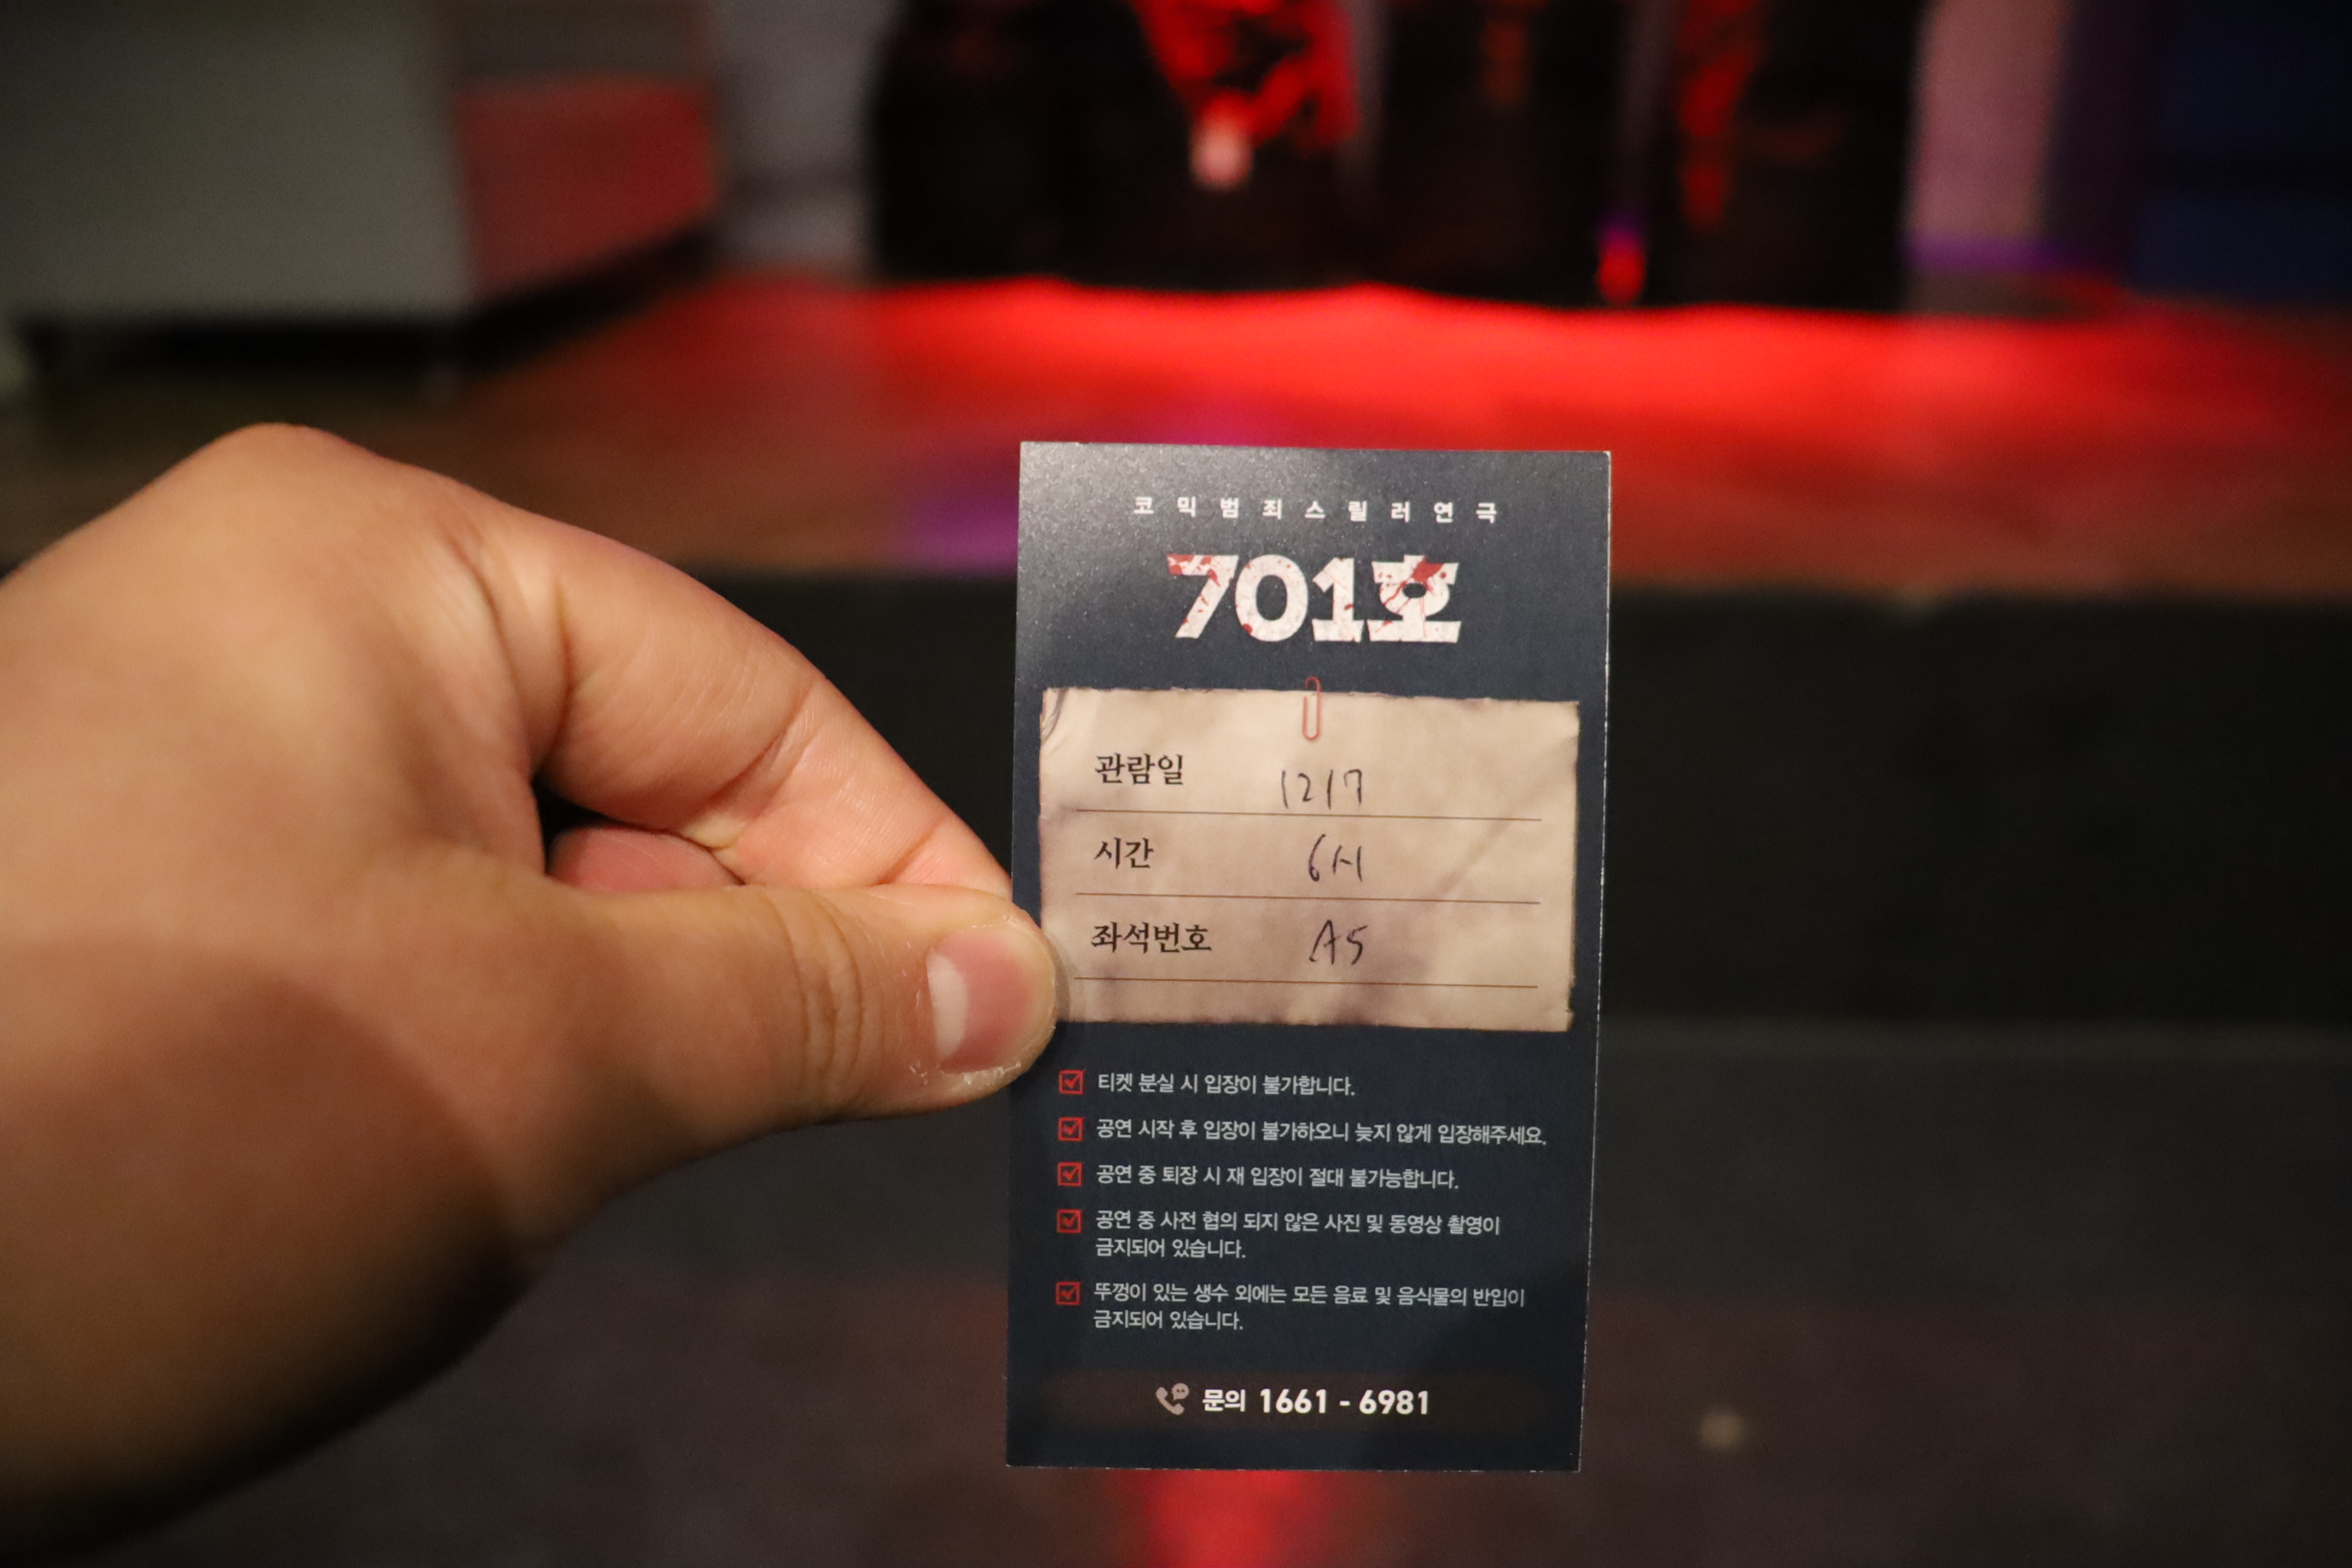 코믹범죄스릴러연극
701호
관람일 12/7
시간 6시
좌석번호 A5
티켓 분실 시 입장이 불가합니다.
공연 시작 후 입장이 불가하오니 늦지 않게 입장해주세요.
공연 중 퇴장 시 재 입장이 절대 불가능합니다.
공연 중 사전 협의 되지 않은 사진 및 동영상 촬영이
금지되어 있습니다.
뚜껑이 있는 생수 외에는 모든 음료 및 음식물의 반입이
금지되어 있습니다.
문의 1661 - 6981